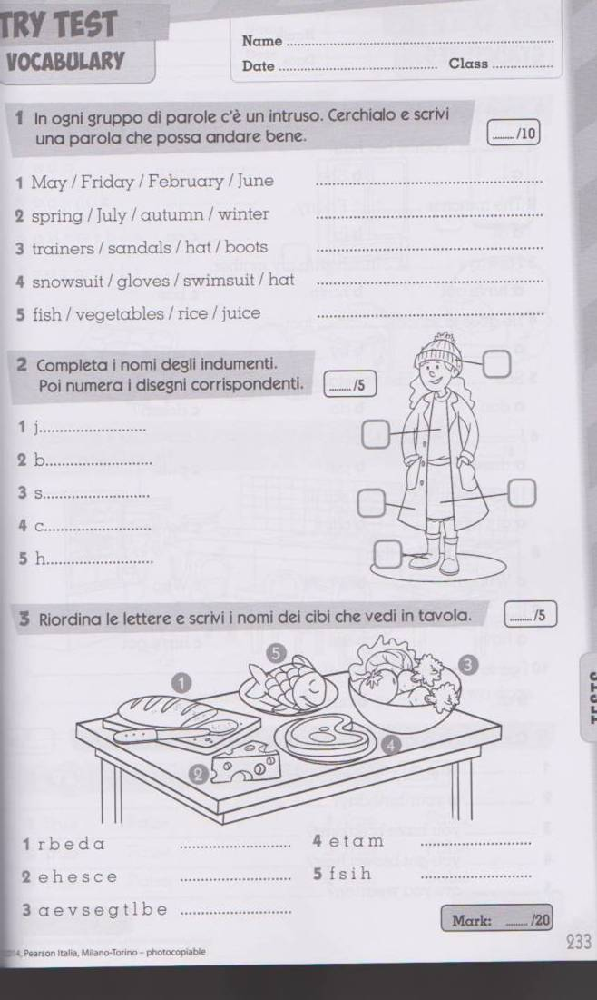 TRY TEST
VOCABULARY
Name
Date Class
1 In ogni gruppo di parole c'è un intruso. Cerchialo e scrivi
una parola che possa andare bene.
/10
1 May / Friday / February / June
2 spring / July / autumn / winter
3 trainers / sandals / hat / boots
4 snowsuit / gloves / swimsuit / hat
5 fish / vegetables / rice / juice
2 Completa i nomi degli indumenti.
Poi numera i disegni corrispondenti.
/5
1 j
2 b
3 s
4 c
5 h
3 Riordina le lettere e scrivi i nomi dei cibi che vedi in tavola.
/5
5
3
1
4
2
1 r b e d a
4 e t a m
2 e h e s c e
5 f s i h
3 a e v s e g t l b e
Mark: /20
233
Pearson Italia, Milano-Torino – photocopiable